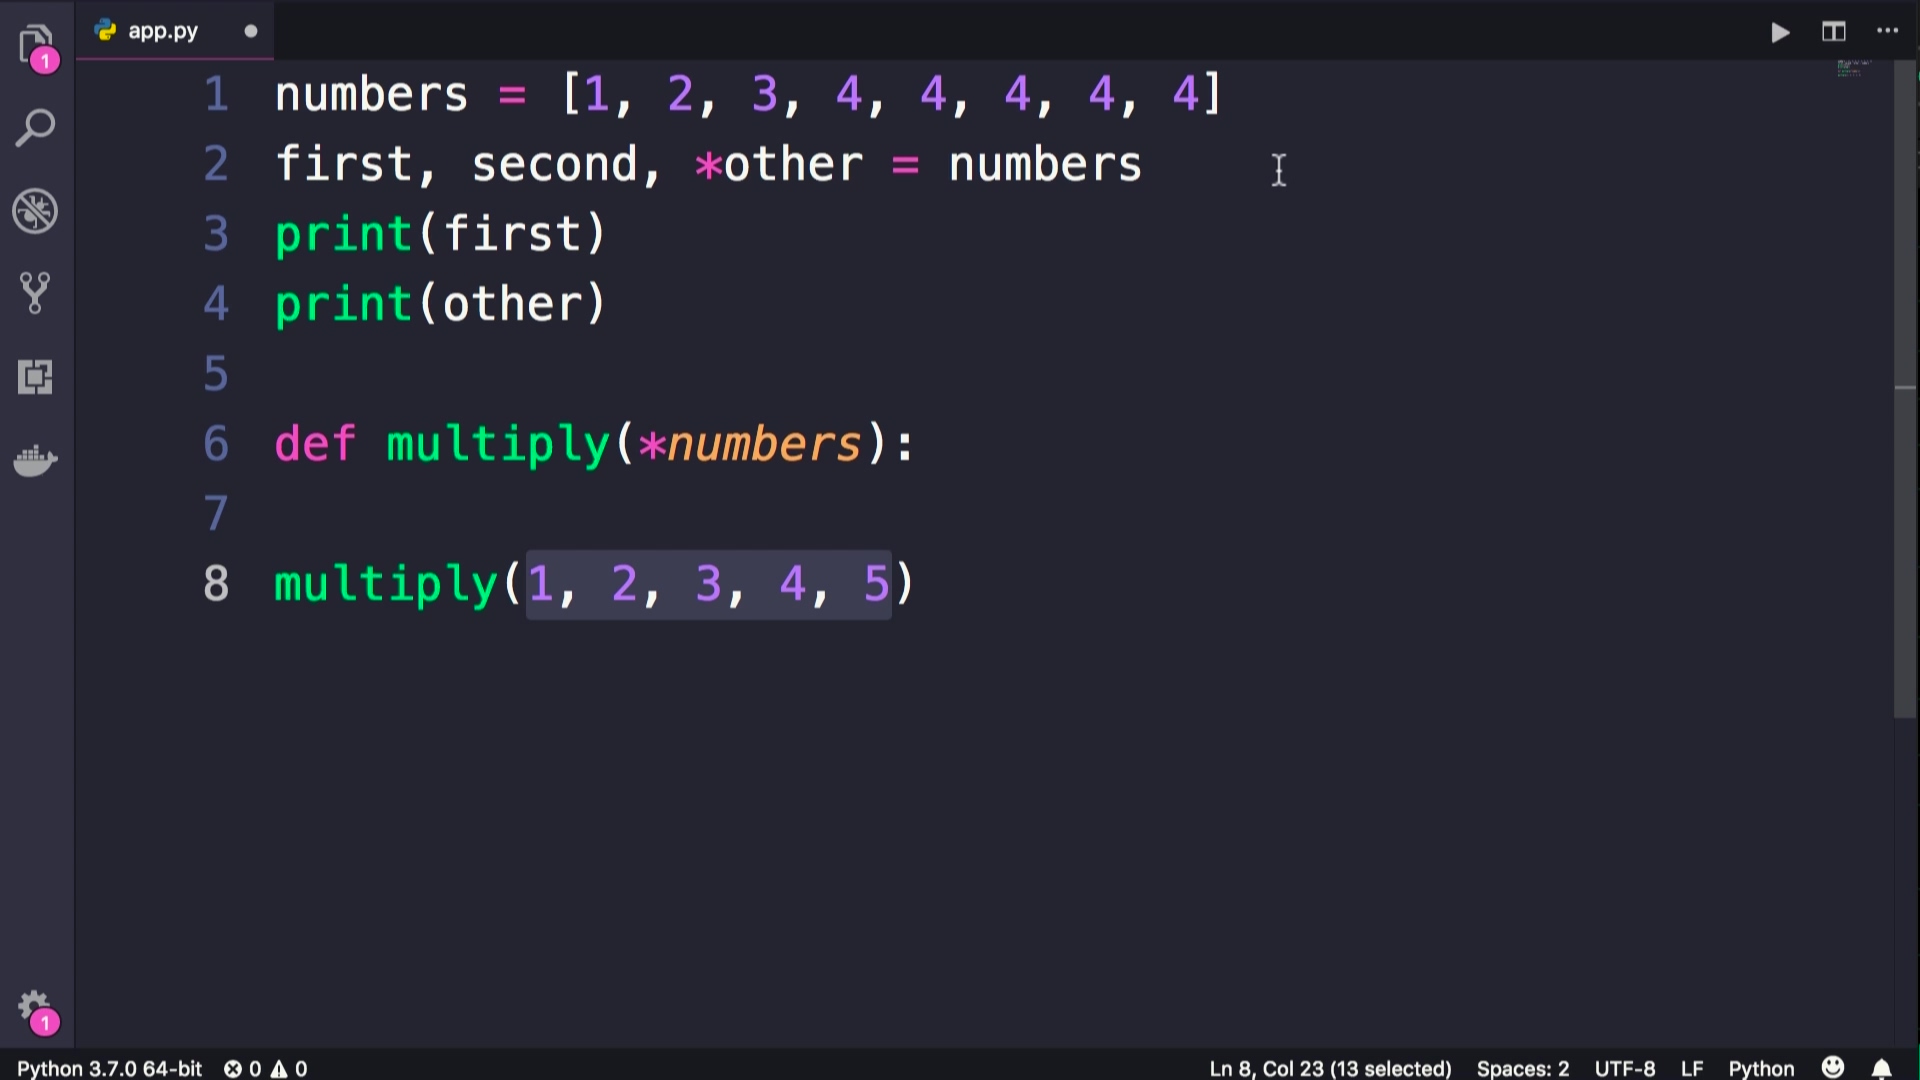 1
app.py
1 numbers = [1, 2, 3, 4, 4, 4, 4, 4]
2 first, second, *other = numbers
3 print(first)
4 print(other)
5
6 def multiply(*numbers):
7
8 multiply(1, 2, 3, 4, 5)
1
Python 3.7.0 64-bit 0 0 Ln 8, Col 23 (13 selected) Spaces: 2 UTF-8 LF Python